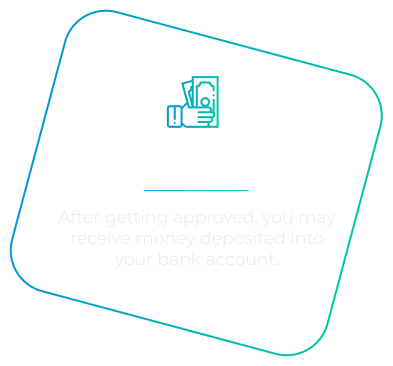 After getting approved, you may
receive money deposited into
your bank account.